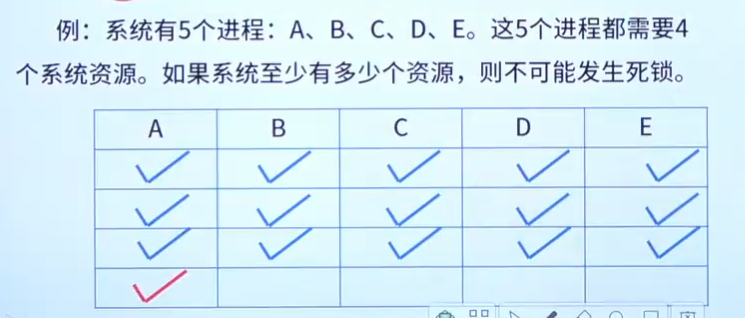 例：系统有5个进程：A、B、C、D、E。这5个进程都需要4
个系统资源。如果系统至少有多少个资源，则不可能发生死锁。
A B C D E